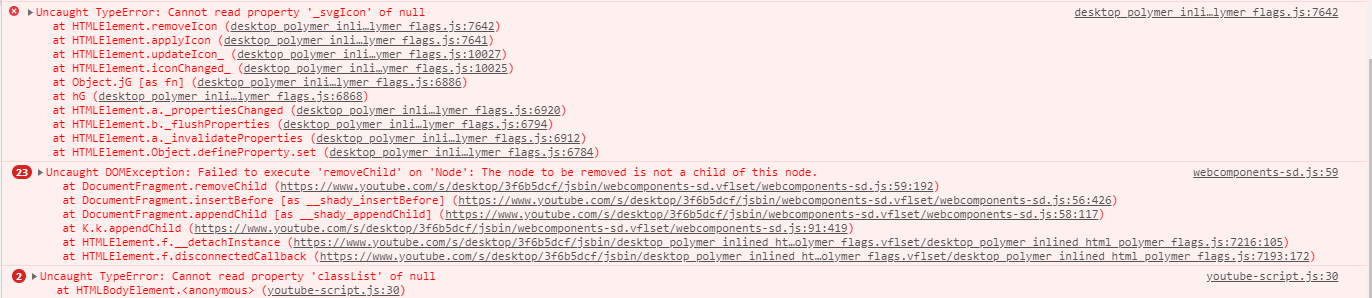 Uncaught TypeError: Cannot read property '_svgIcon' of null desktop_polymer_inli…lymer_flags.js:7642
at HTMLElement.removeIcon (desktop_polymer_inli…lymer_flags.js:7642)
at HTMLElement.applyIcon (desktop_polymer_inli…lymer_flags.js:7641)
at HTMLElement.updateIcon_ (desktop_polymer_inli…lymer_flags.js:10027)
at HTMLElement.iconChanged_ (desktop_polymer_inli…lymer_flags.js:10025)
at Object.jG [as fn] (desktop_polymer_inli…lymer_flags.js:6886)
at hG (desktop_polymer_inli…lymer_flags.js:6868)
at HTMLElement.a._propertiesChanged (desktop_polymer_inli…lymer_flags.js:6920)
at HTMLElement.b._flushProperties (desktop_polymer_inli…lymer_flags.js:6794)
at HTMLElement.a._invalidateProperties (desktop_polymer_inli…lymer_flags.js:6912)
at HTMLElement.Object.defineProperty.set (desktop_polymer_inli…lymer_flags.js:6784)
23 Uncaught DOMException: Failed to execute 'removeChild' on 'Node': The node to be removed is not a child of this node. webcomponents-sd.js:59
at DocumentFragment.removeChild (https://www.youtube.com/s/desktop/3f6b5dcf/jsbin/webcomponents-sd.vflset/webcomponents-sd.js:59:192)
at DocumentFragment.insertBefore [as __shady_insertBefore] (https://www.youtube.com/s/desktop/3f6b5dcf/jsbin/webcomponents-sd.vflset/webcomponents-sd.js:56:426)
at DocumentFragment.appendChild [as __shady_appendChild] (https://www.youtube.com/s/desktop/3f6b5dcf/jsbin/webcomponents-sd.vflset/webcomponents-sd.js:58:117)
at K.k.appendChild (https://www.youtube.com/s/desktop/3f6b5dcf/jsbin/webcomponents-sd.vflset/webcomponents-sd.js:91:419)
at HTMLElement.f.__detachInstance (https://www.youtube.com/s/desktop/3f6b5dcf/jsbin/desktop_polymer_inlined_ht…olymer_flags.vflset/desktop_polymer_inlined_html_polymer_flags.js:7216:105)
at HTMLElement.f.disconnectedCallback (https://www.youtube.com/s/desktop/3f6b5dcf/jsbin/desktop_polymer_inlined_ht…olymer_flags.vflset/desktop_polymer_inlined_html_polymer_flags.js:7193:172)
2 Uncaught TypeError: Cannot read property 'classList' of null youtube-script.js:30
at HTMLBodyElement.<anonymous> (youtube-script.js:30)